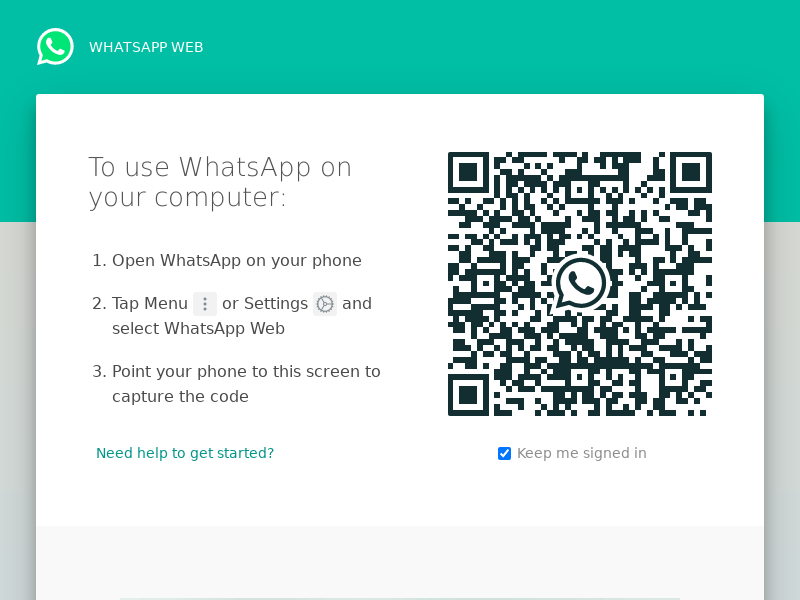 WHATSAPP WEB
To use WhatsApp on
your computer:
1. Open WhatsApp on your phone
2. Tap Menu or Settings and
select WhatsApp Web
3. Point your phone to this screen to
capture the code
Need help to get started?
Keep me signed in